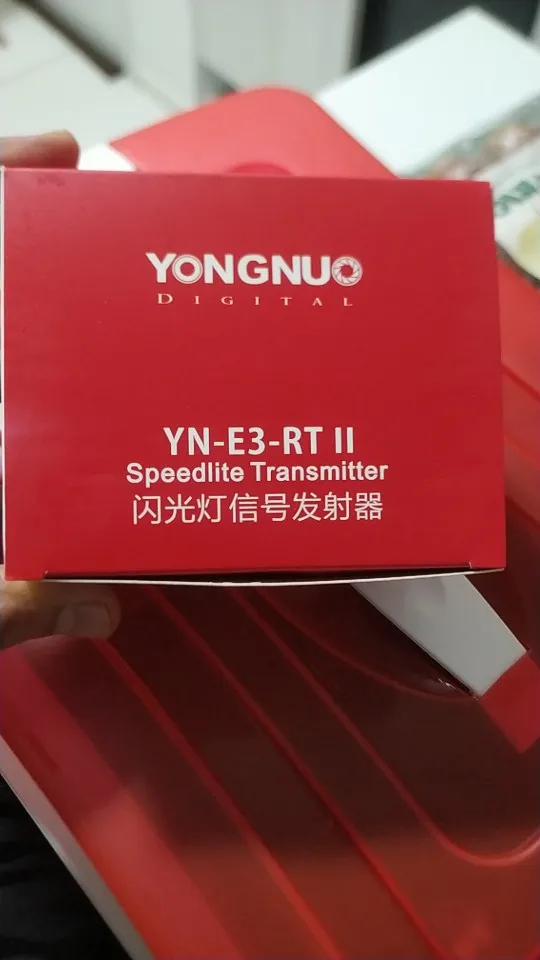 YONGNUO
DIGITAL
YN-E3-RT II
Speedlite Transmitter
闪光灯信号发射器